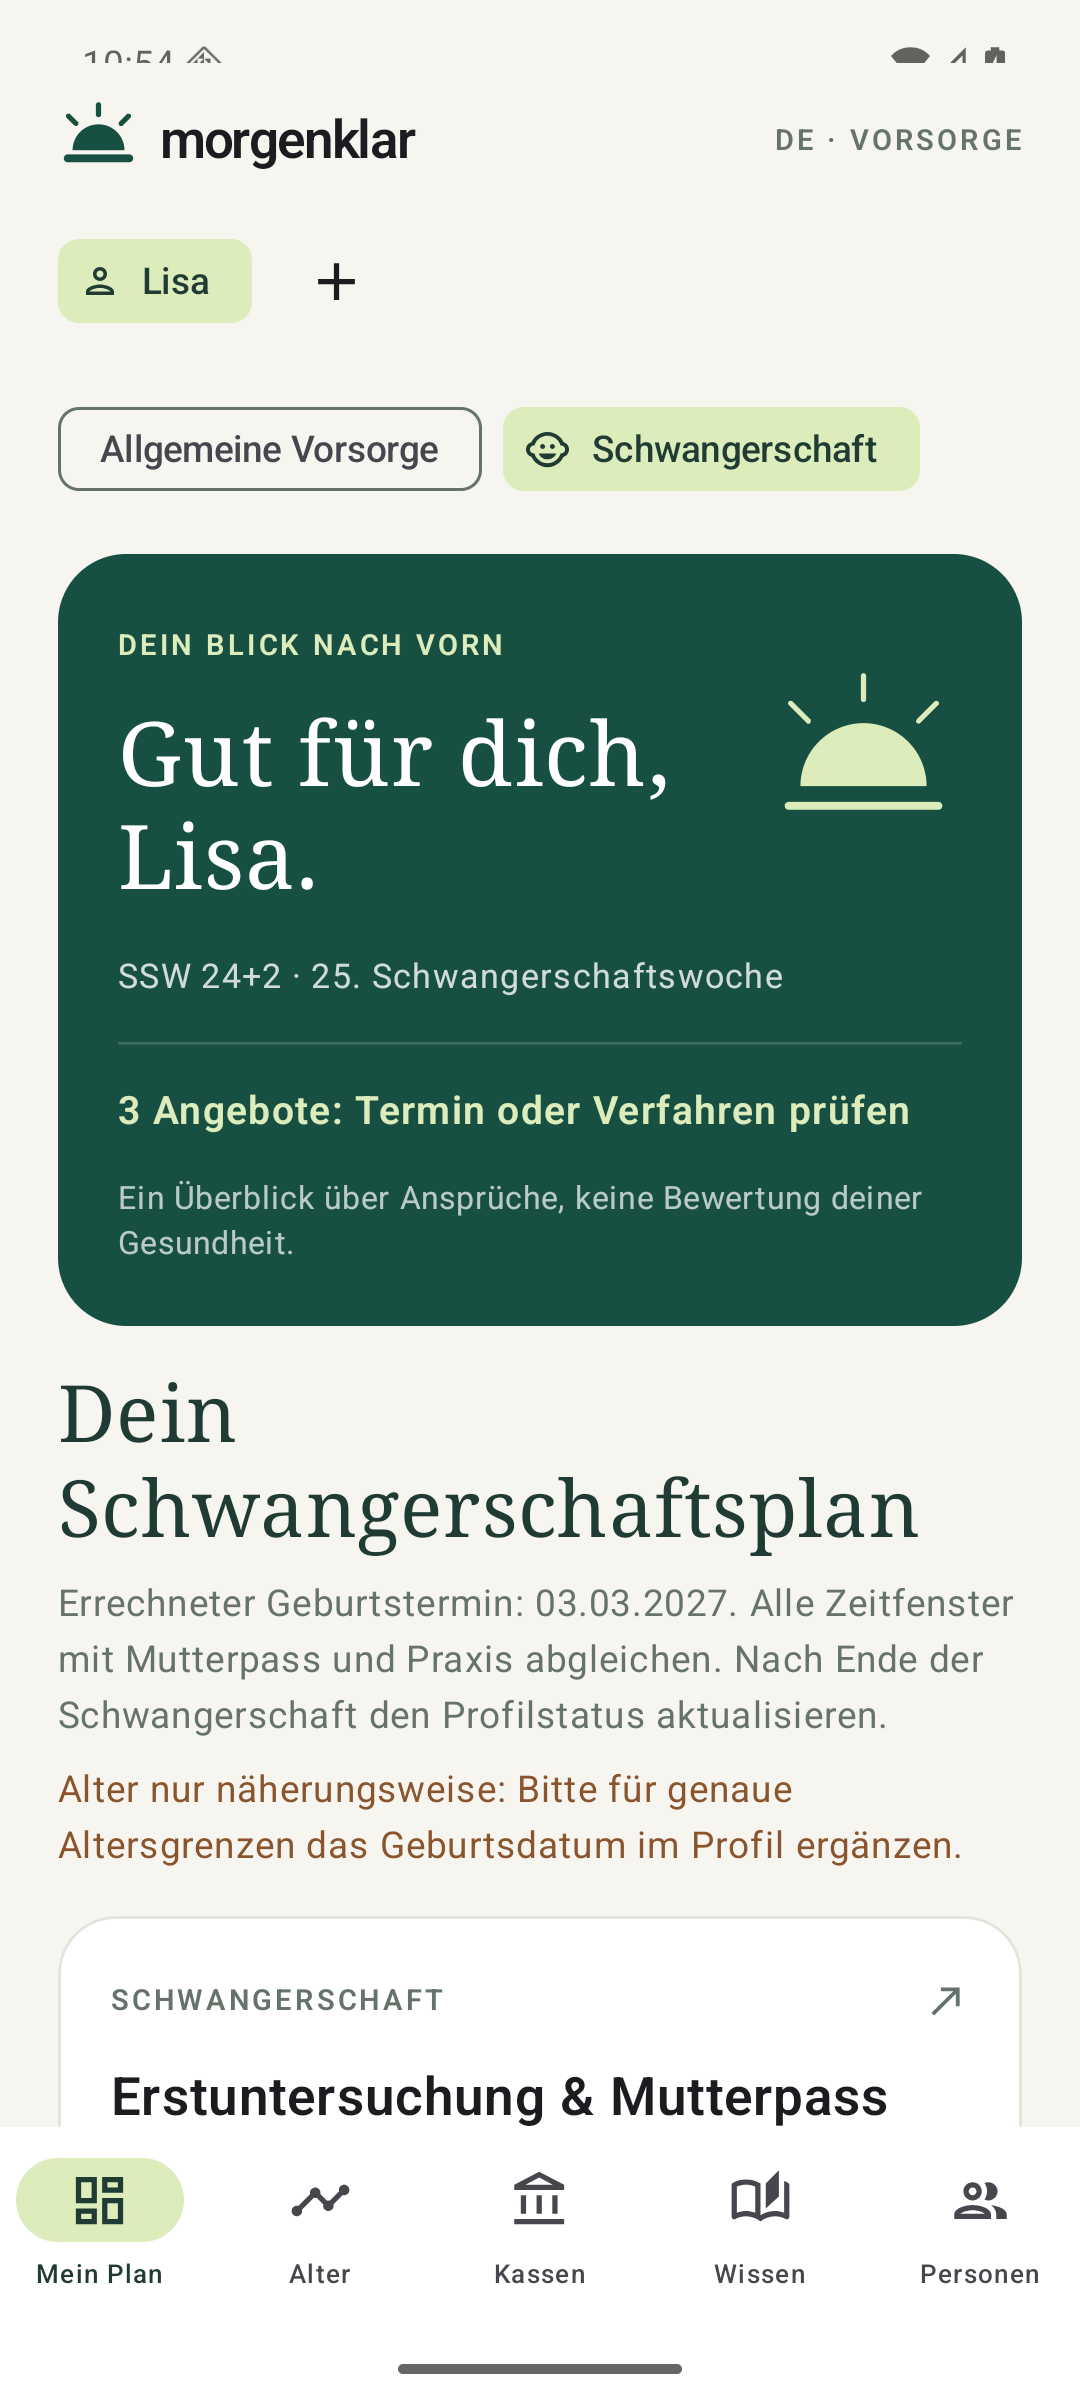 10:54
morgenklar
DE · VORSORGE
Lisa
Allgemeine Vorsorge
Schwangerschaft
DEIN BLICK NACH VORN
Gut für dich,
Lisa.
SSW 24+2 · 25. Schwangerschaftswoche
3 Angebote: Termin oder Verfahren prüfen
Ein Überblick über Ansprüche, keine Bewertung deiner
Gesundheit.
Dein
Schwangerschaftsplan
Errechneter Geburtstermin: 03.03.2027. Alle Zeitfenster
mit Mutterpass und Praxis abgleichen. Nach Ende der
Schwangerschaft den Profilstatus aktualisieren.
Alter nur näherungsweise: Bitte für genaue
Altersgrenzen das Geburtsdatum im Profil ergänzen.
SCHWANGERSCHAFT
Erstuntersuchung & Mutterpass
Mein Plan
Alter
Kassen
Wissen
Personen